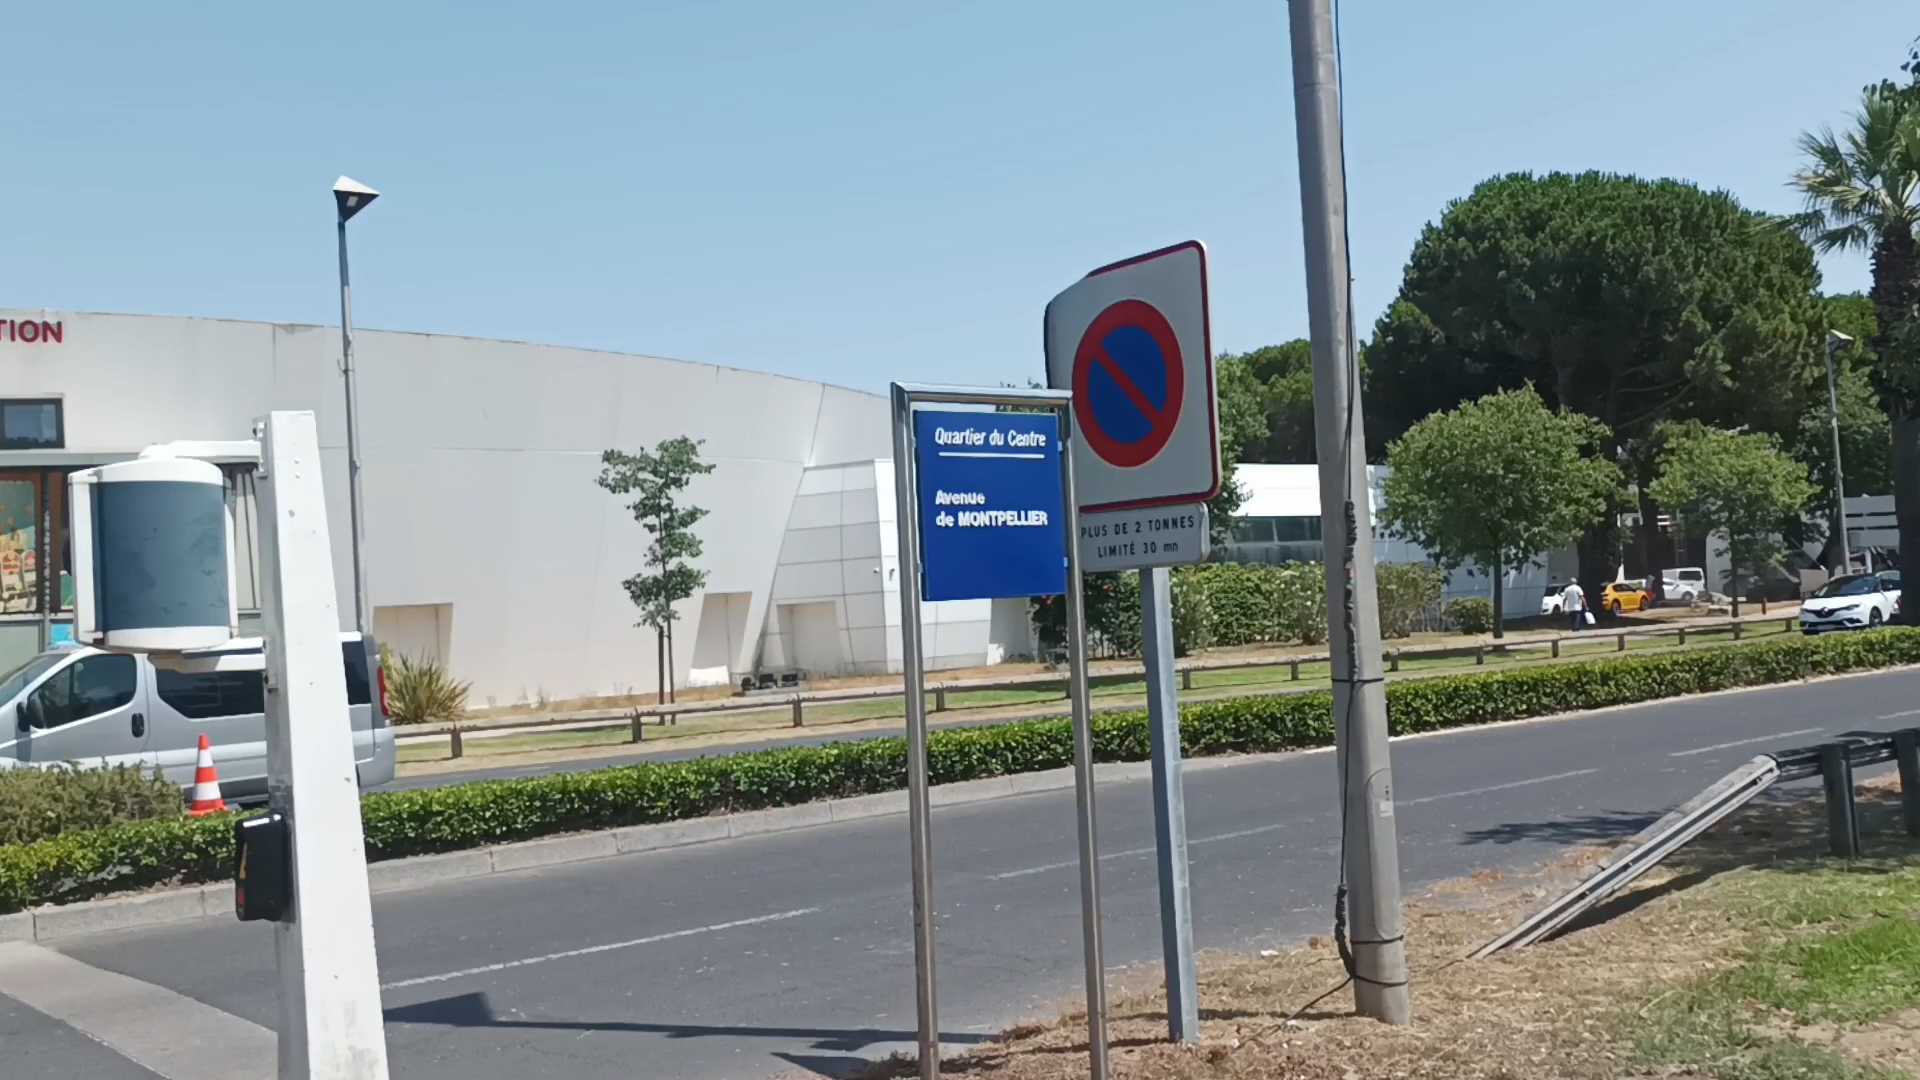 TION
Quartier du Centre
Avenue
de MONTPELLIER
PLUS DE 2 TONNES
LIMITÉ 30 mn